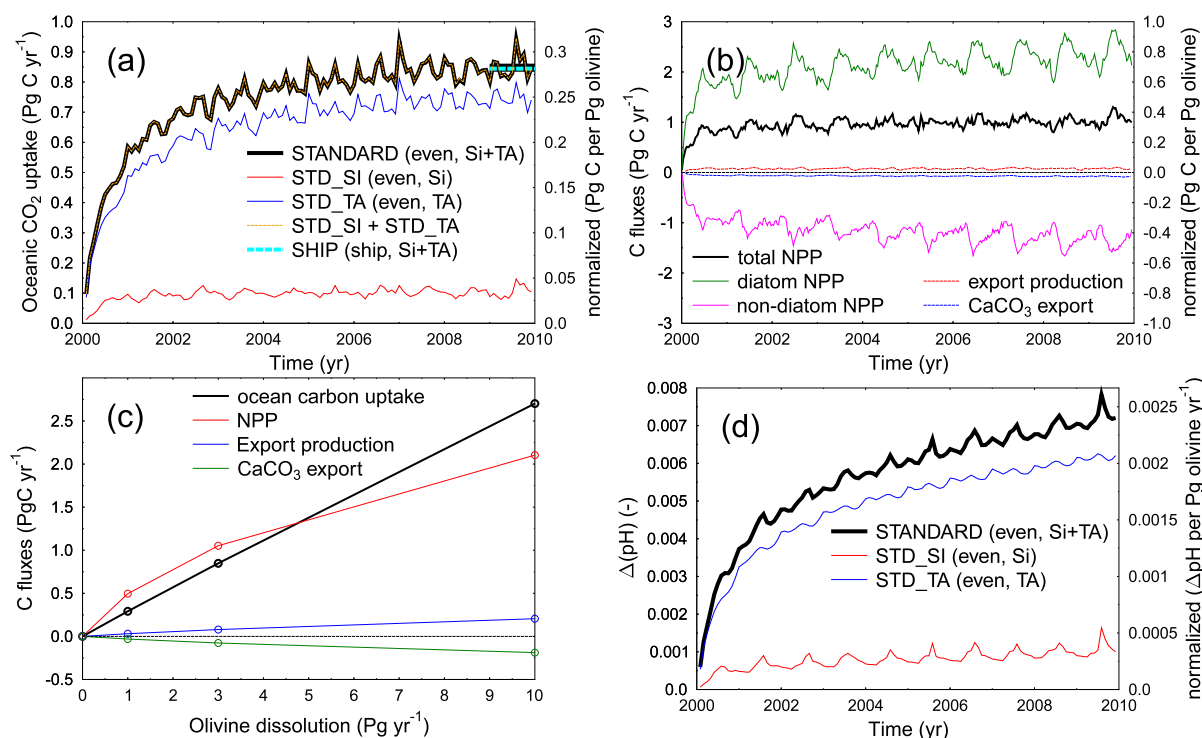 (a)
Oceanic CO2 uptake (Pg C yr-1)
1.0
0.9
0.8
0.7
0.6
0.5
0.4
0.3
0.2
0.1
0.0
STANDARD (even, Si+TA)
STD_SI (even, Si)
STD_TA (even, TA)
STD_SI + STD_TA
SHIP (ship, Si+TA)
0.3
0.25
0.2
0.15
0.1
0.05
0.0
normalized (Pg C per Pg olivine)
2000 2002 2004 2006 2008 2010
Time (yr)
(b)
C fluxes (Pg C yr-1)
3
2
1
0
-1
-2
-3
total NPP
diatom NPP
non-diatom NPP
export production
CaCO3 export
1.0
0.8
0.6
0.4
0.2
0.0
-0.2
-0.4
-0.6
-0.8
-1.0
normalized (Pg C per Pg olivine)
2000 2002 2004 2006 2008 2010
Time (yr)
(c)
C fluxes (PgC yr-1)
2.5
2.0
1.5
1.0
0.5
0.0
-0.5
ocean carbon uptake
NPP
Export production
CaCO3 export
0 1 2 3 4 5 6 7 8 9 10
Olivine dissolution (Pg yr-1)
(d)
Δ(pH) (-)
0.008
0.007
0.006
0.005
0.004
0.003
0.002
0.001
0.0
STANDARD (even, Si+TA)
STD_SI (even, Si)
STD_TA (even, TA)
0.0025
0.002
0.0015
0.001
0.0005
0.0
normalized (ΔpH per Pg olivine yr-1)
2000 2002 2004 2006 2008 2010
Time (yr)